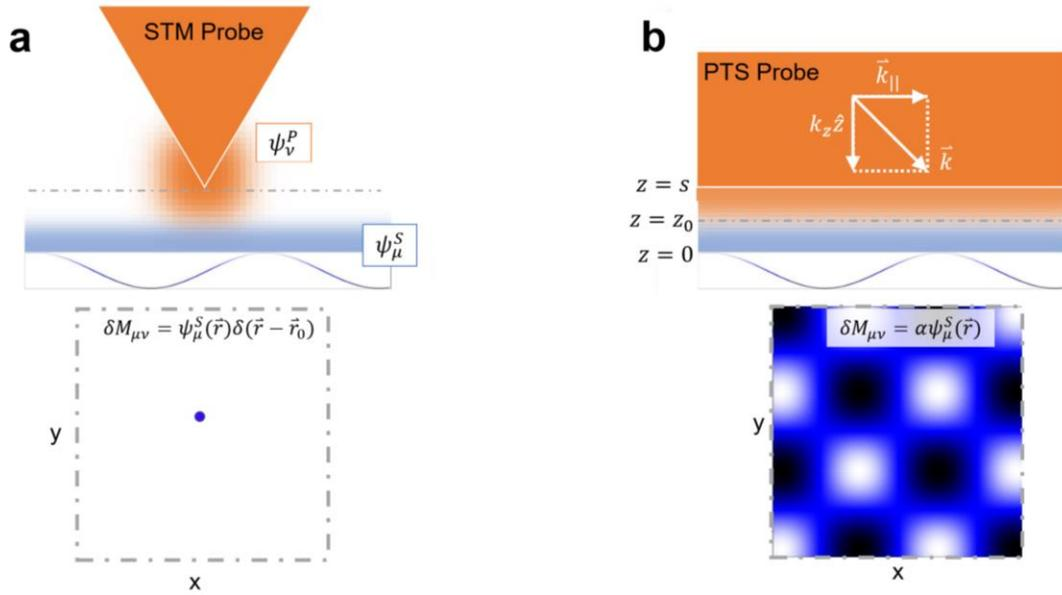 a
STM Probe
ψ_ν^P
ψ_μ^S
δM_μν = ψ_μ^S(r⃗)δ(r⃗ − r⃗_0)
y
x
b
PTS Probe
k⃗_||
k_z ẑ
k⃗
z = s
z = z_0
z = 0
δM_μν = αψ_μ^S(r⃗)
y
x